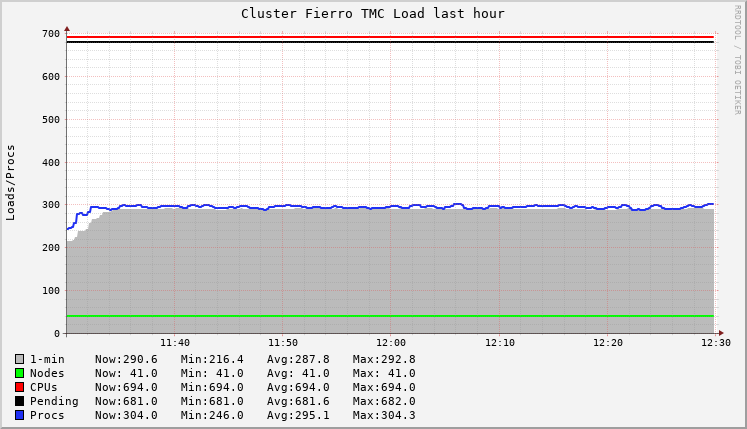 Cluster Fierro TMC Load last hour
RRDTOOL / TOBI OETIKER
Loads/Procs
700
600
500
400
300
200
100
0
11:40 11:50 12:00 12:10 12:20 12:30
1-min Now:290.6 Min:216.4 Avg:287.8 Max:292.8
Nodes Now: 41.0 Min: 41.0 Avg: 41.0 Max: 41.0
CPUs Now:694.0 Min:694.0 Avg:694.0 Max:694.0
Pending Now:681.0 Min:681.0 Avg:681.6 Max:682.0
Procs Now:304.0 Min:246.0 Avg:295.1 Max:304.3